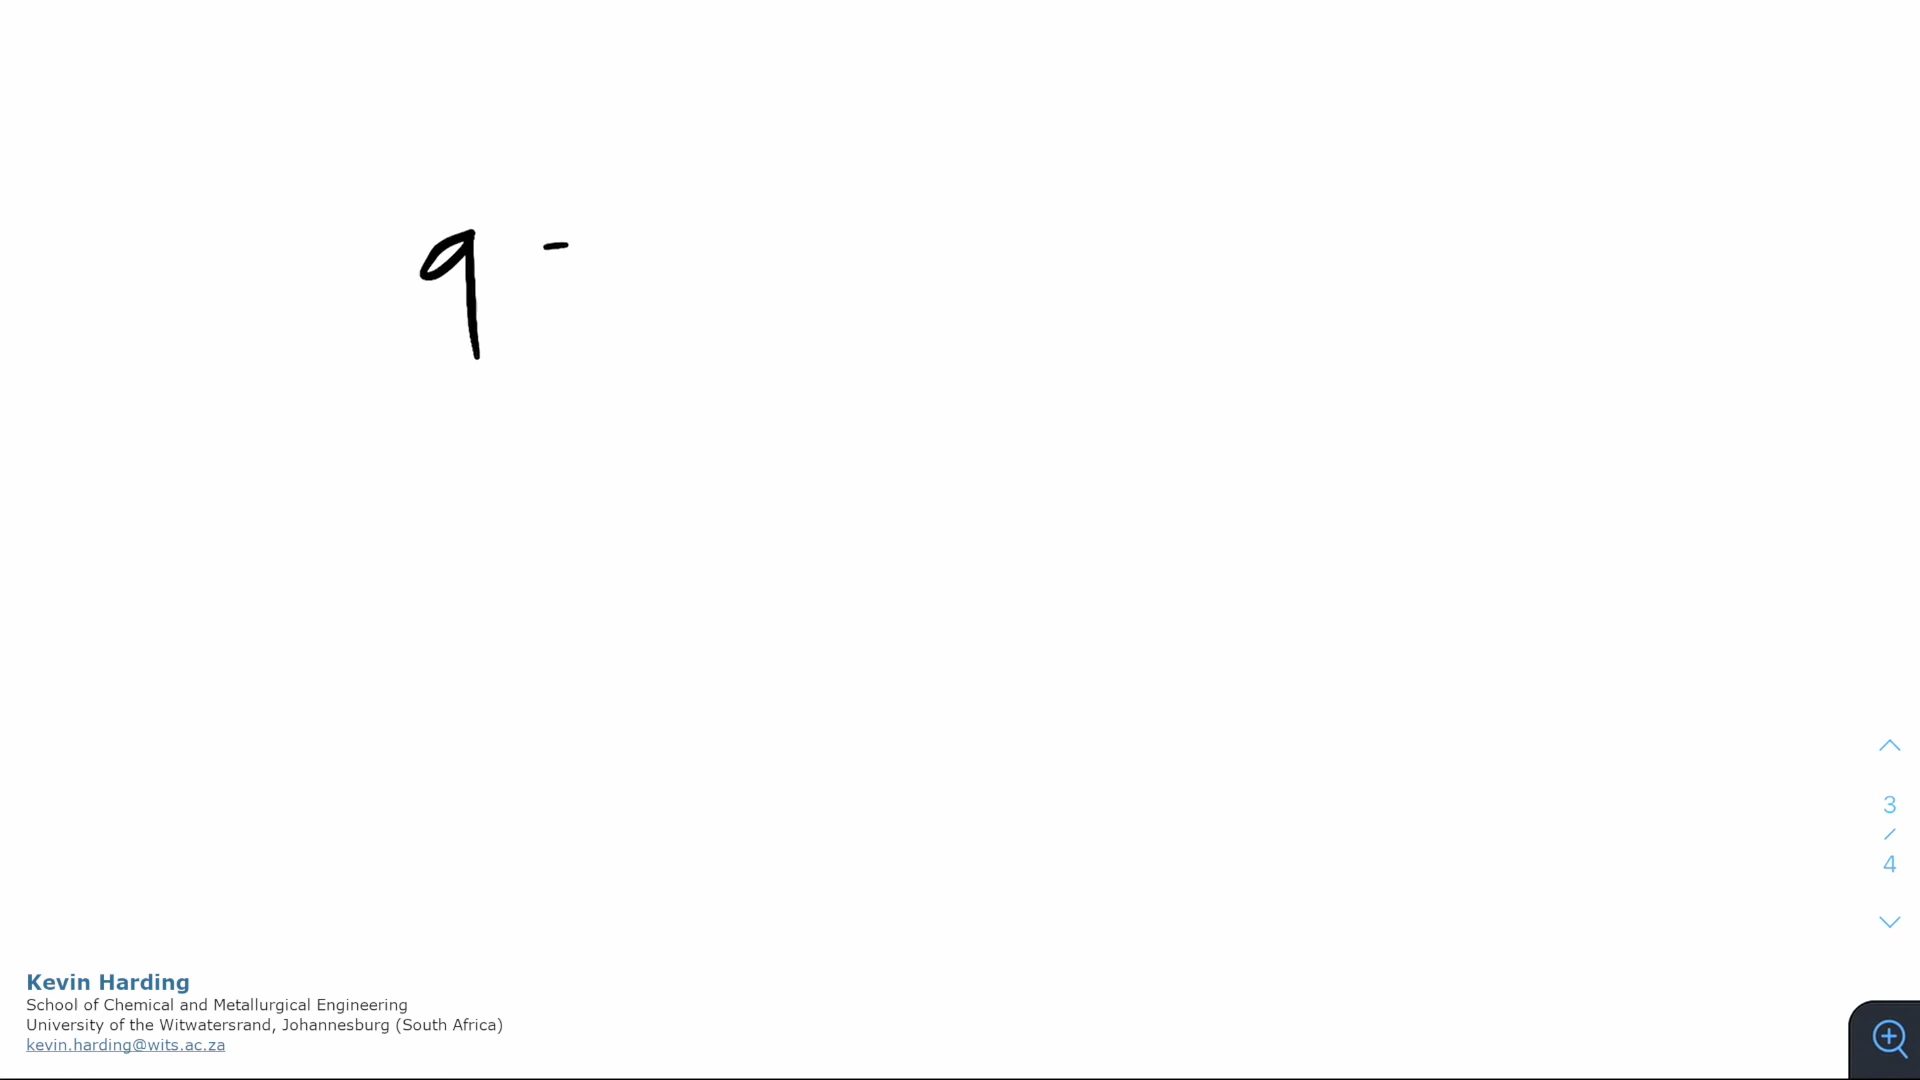 q -
3
/
4
Kevin Harding
School of Chemical and Metallurgical Engineering
University of the Witwatersrand, Johannesburg (South Africa)
kevin.harding@wits.ac.za